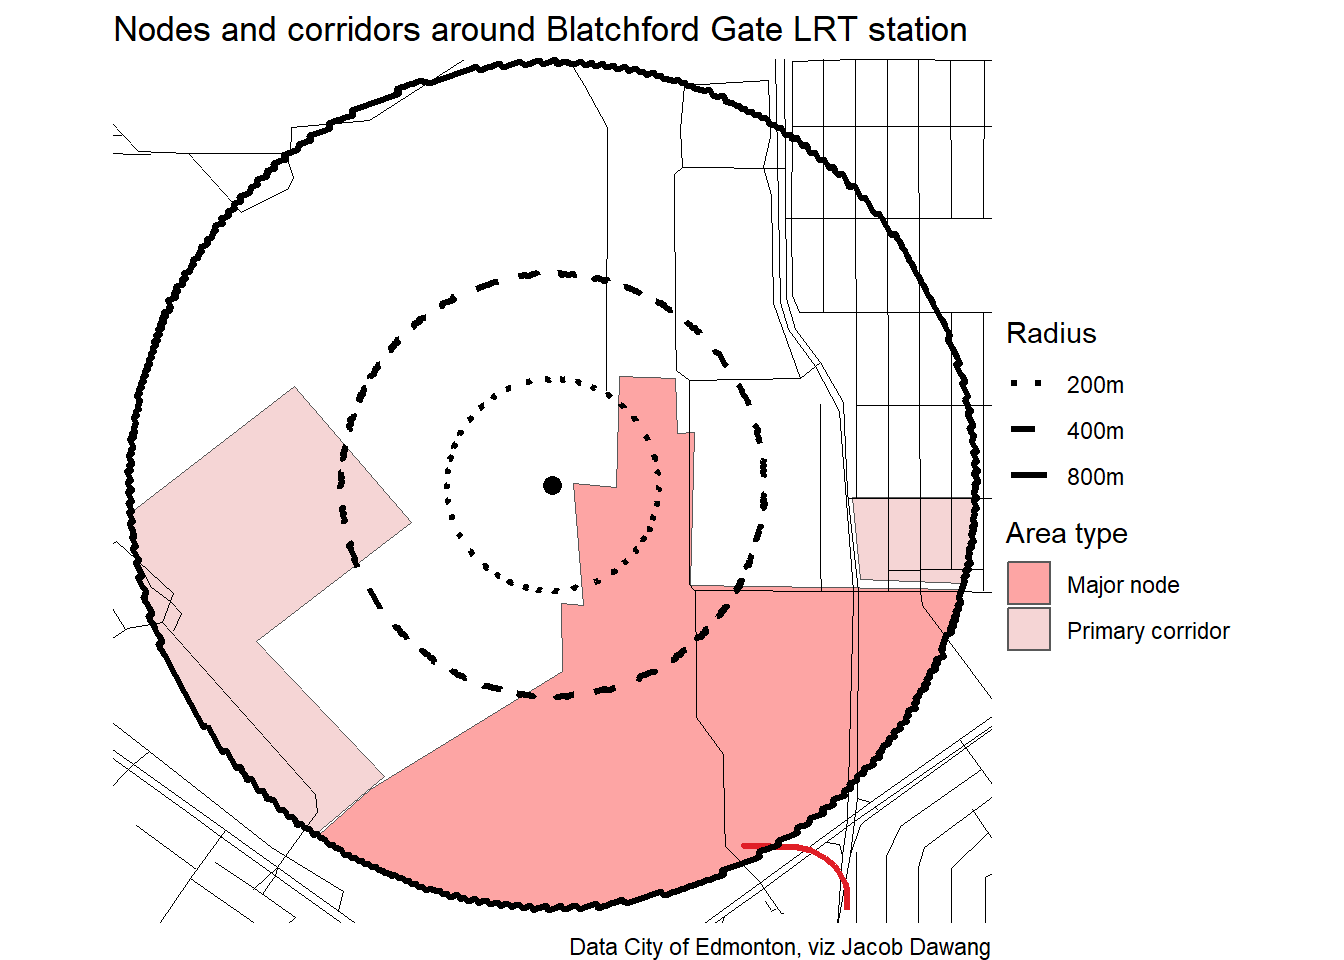 Nodes and corridors around Blatchford Gate LRT station
Radius
200m
400m
800m
Area type
Major node
Primary corridor
Data City of Edmonton, viz Jacob Dawang